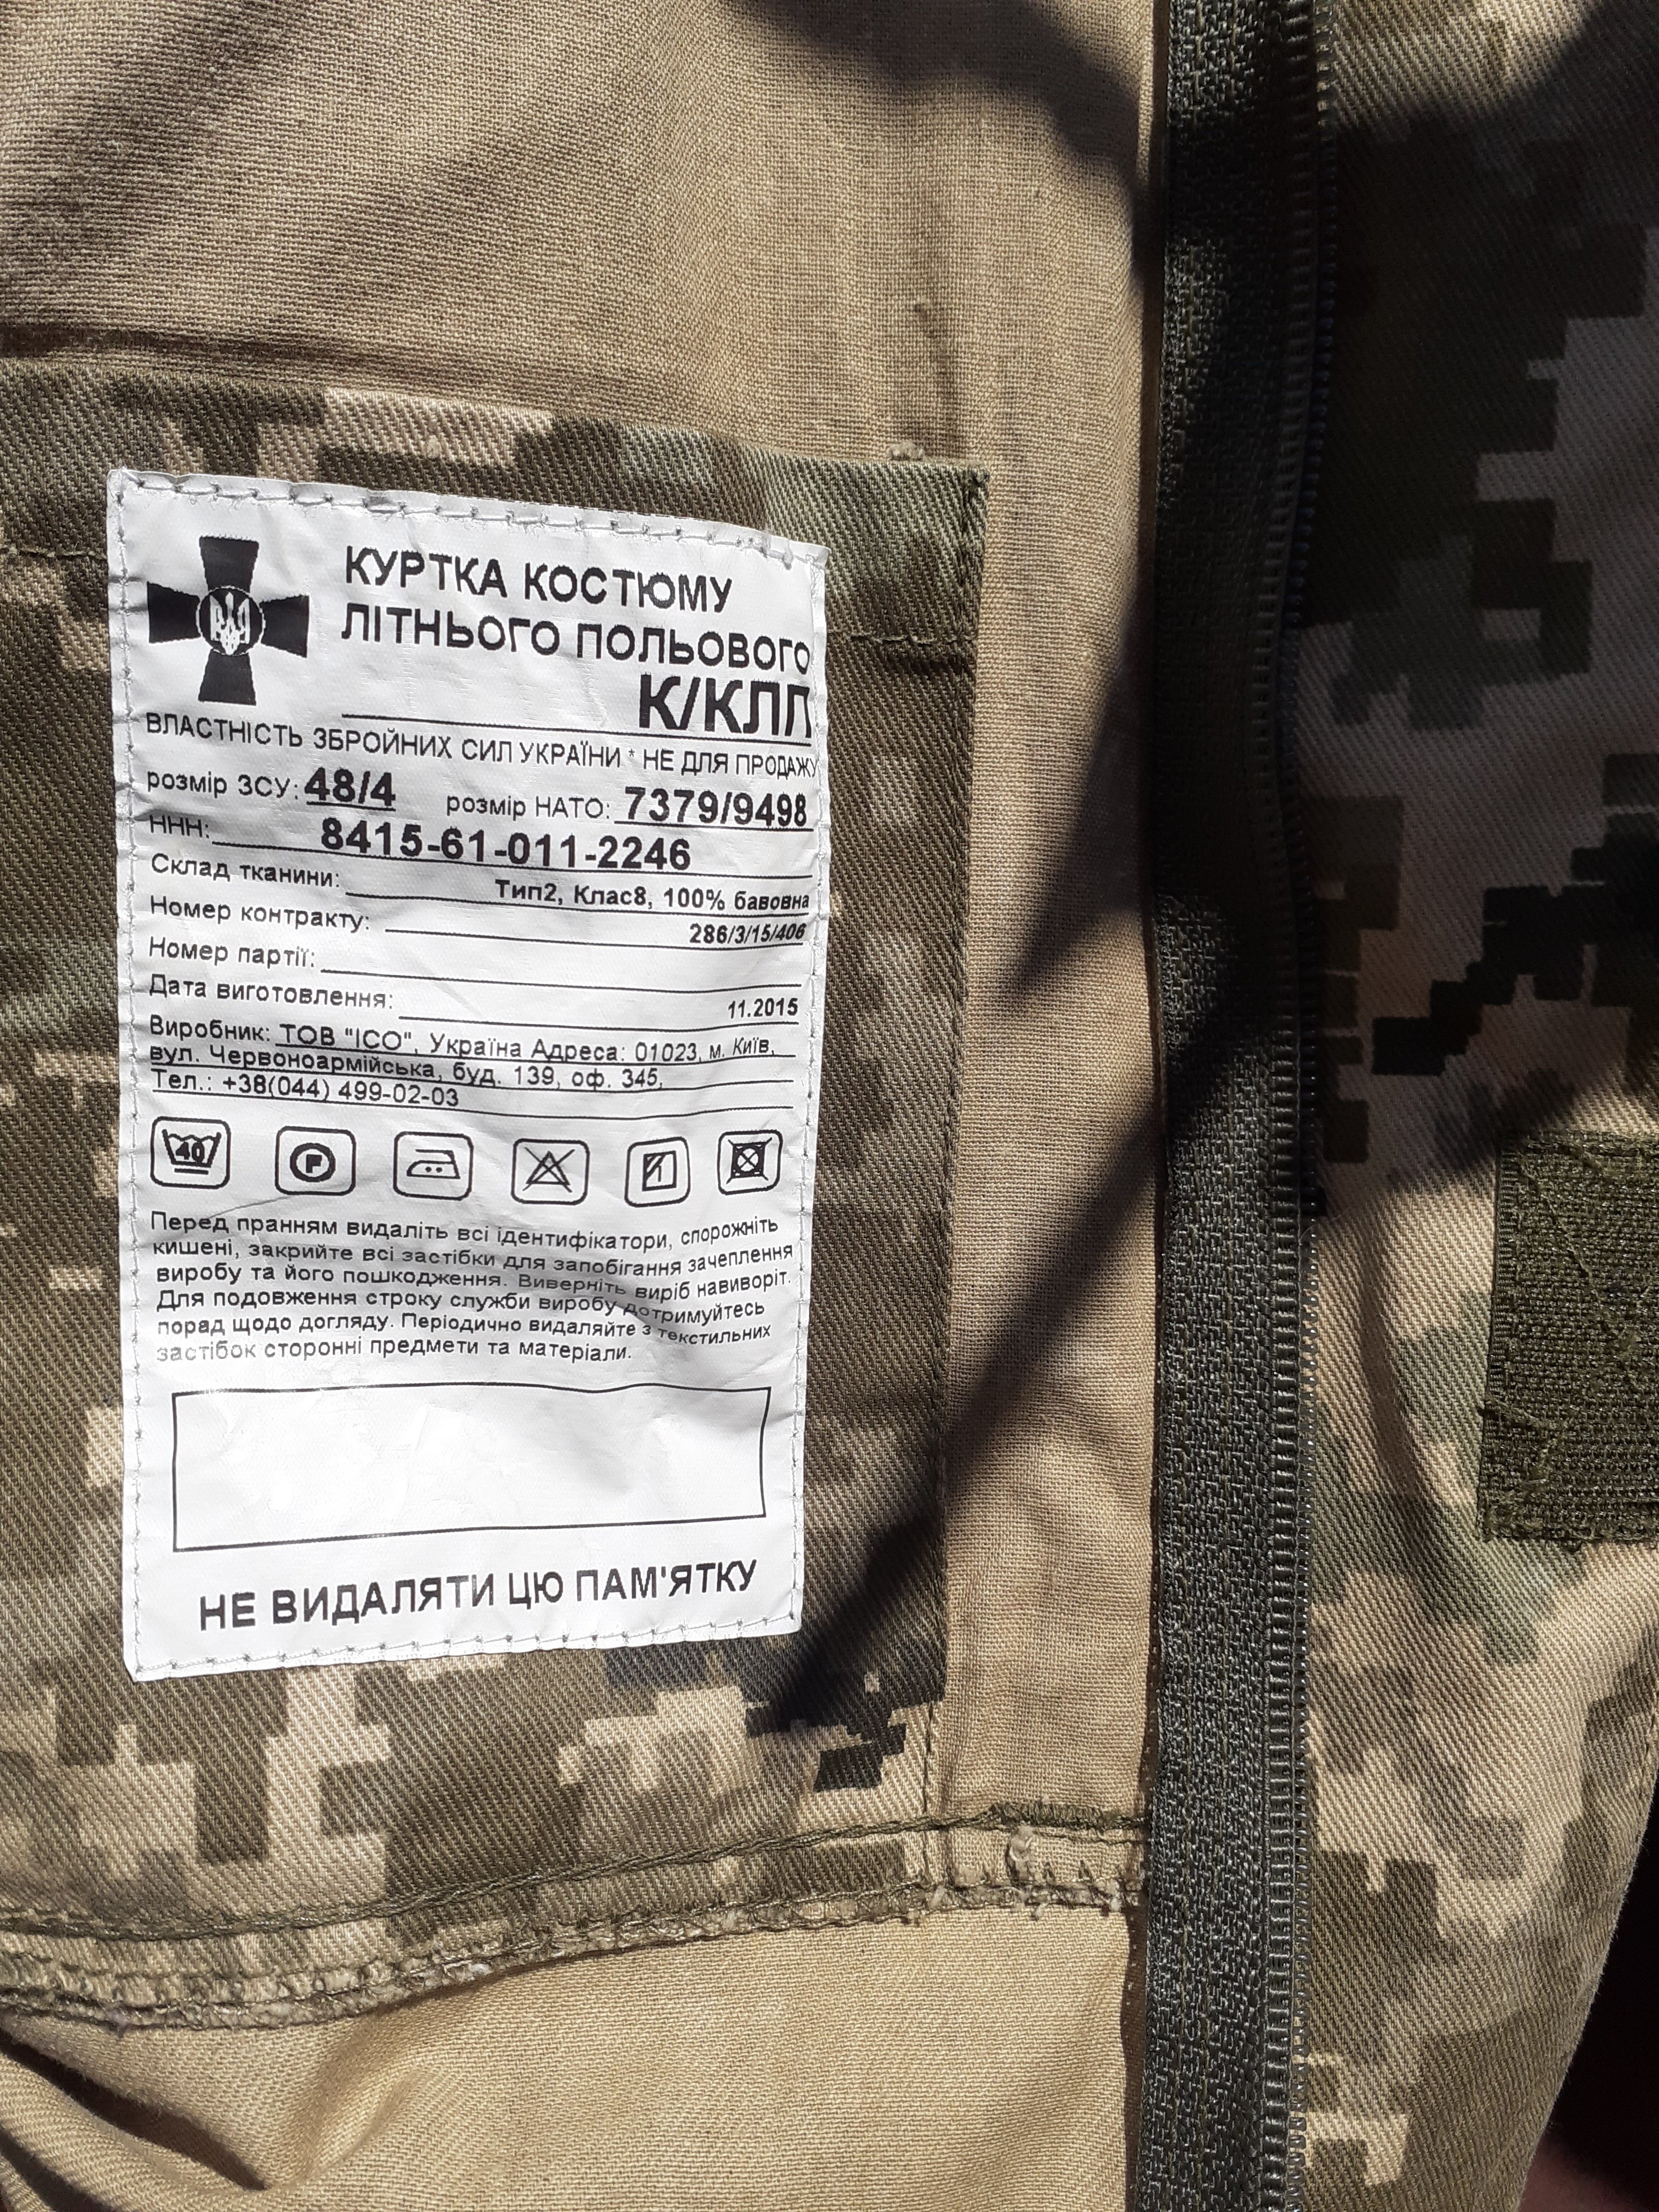 КУРТКА КОСТЮМУ
ЛІТНЬОГО ПОЛЬОВОГО
К/КЛП
ВЛАСТНІСТЬ ЗБРОЙНИХ СИЛ УКРАЇНИ * НЕ ДЛЯ ПРОДАЖУ
розмір ЗСУ: 48/4 розмір НАТО: 7379/9498
ННН: 8415-61-011-2246
Склад тканини: Тип2, Клас8, 100% бавовна
Номер контракту: 286/3/15/406
Номер партії:
Дата виготовлення: 11.2015
Виробник: ТОВ "ІСО", Україна Адреса: 01023, м. Київ,
вул. Червоноармійська, буд. 139, оф. 345,
Тел.: +38(044) 499-02-03
40 P
Перед пранням видаліть всі ідентифікатори, спорожніть
кишені, закрийте всі застібки для запобігання зачеплення
виробу та його пошкодження. Виверніть виріб навиворіт.
Для подовження строку служби виробу дотримуйтесь
порад щодо догляду. Періодично видаляйте з текстильних
застібок сторонні предмети та матеріали.
НЕ ВИДАЛЯТИ ЦЮ ПАМ'ЯТКУ